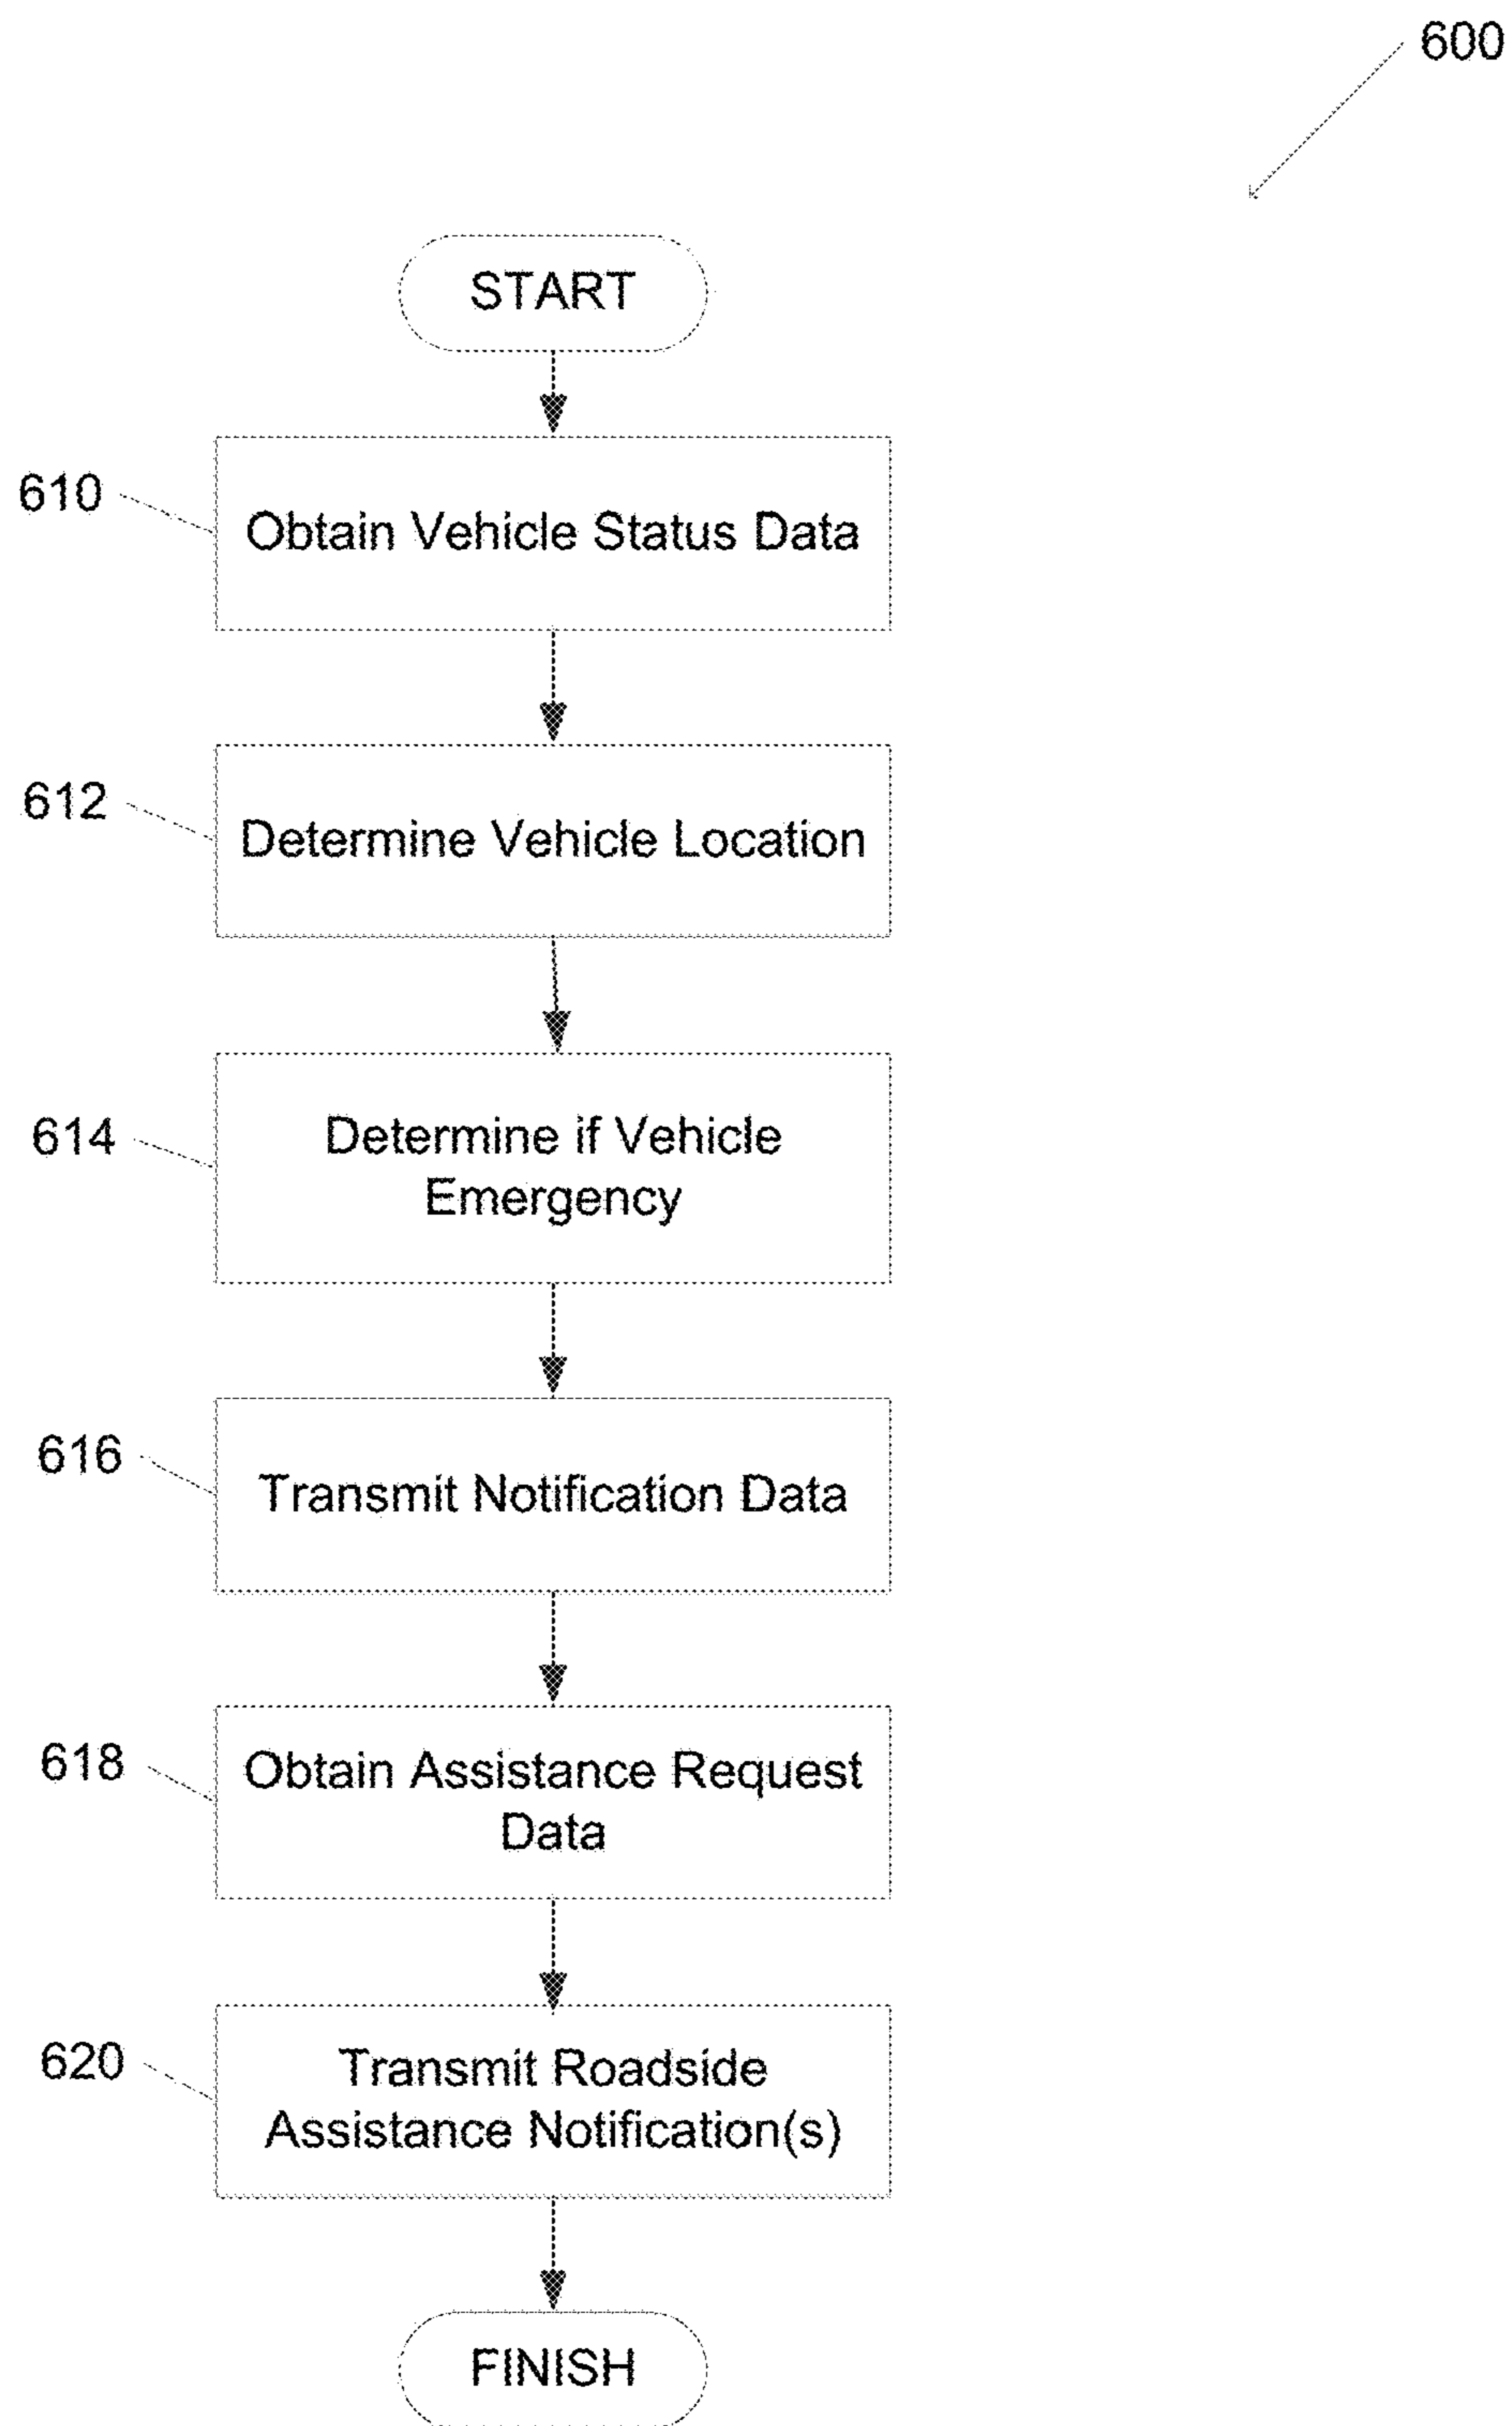 600
START
610
Obtain Vehicle Status Data
612
Determine Vehicle Location
614
Determine if Vehicle
Emergency
616
Transmit Notification Data
618
Obtain Assistance Request
Data
620
Transmit Roadside
Assistance Notification(s)
FINISH